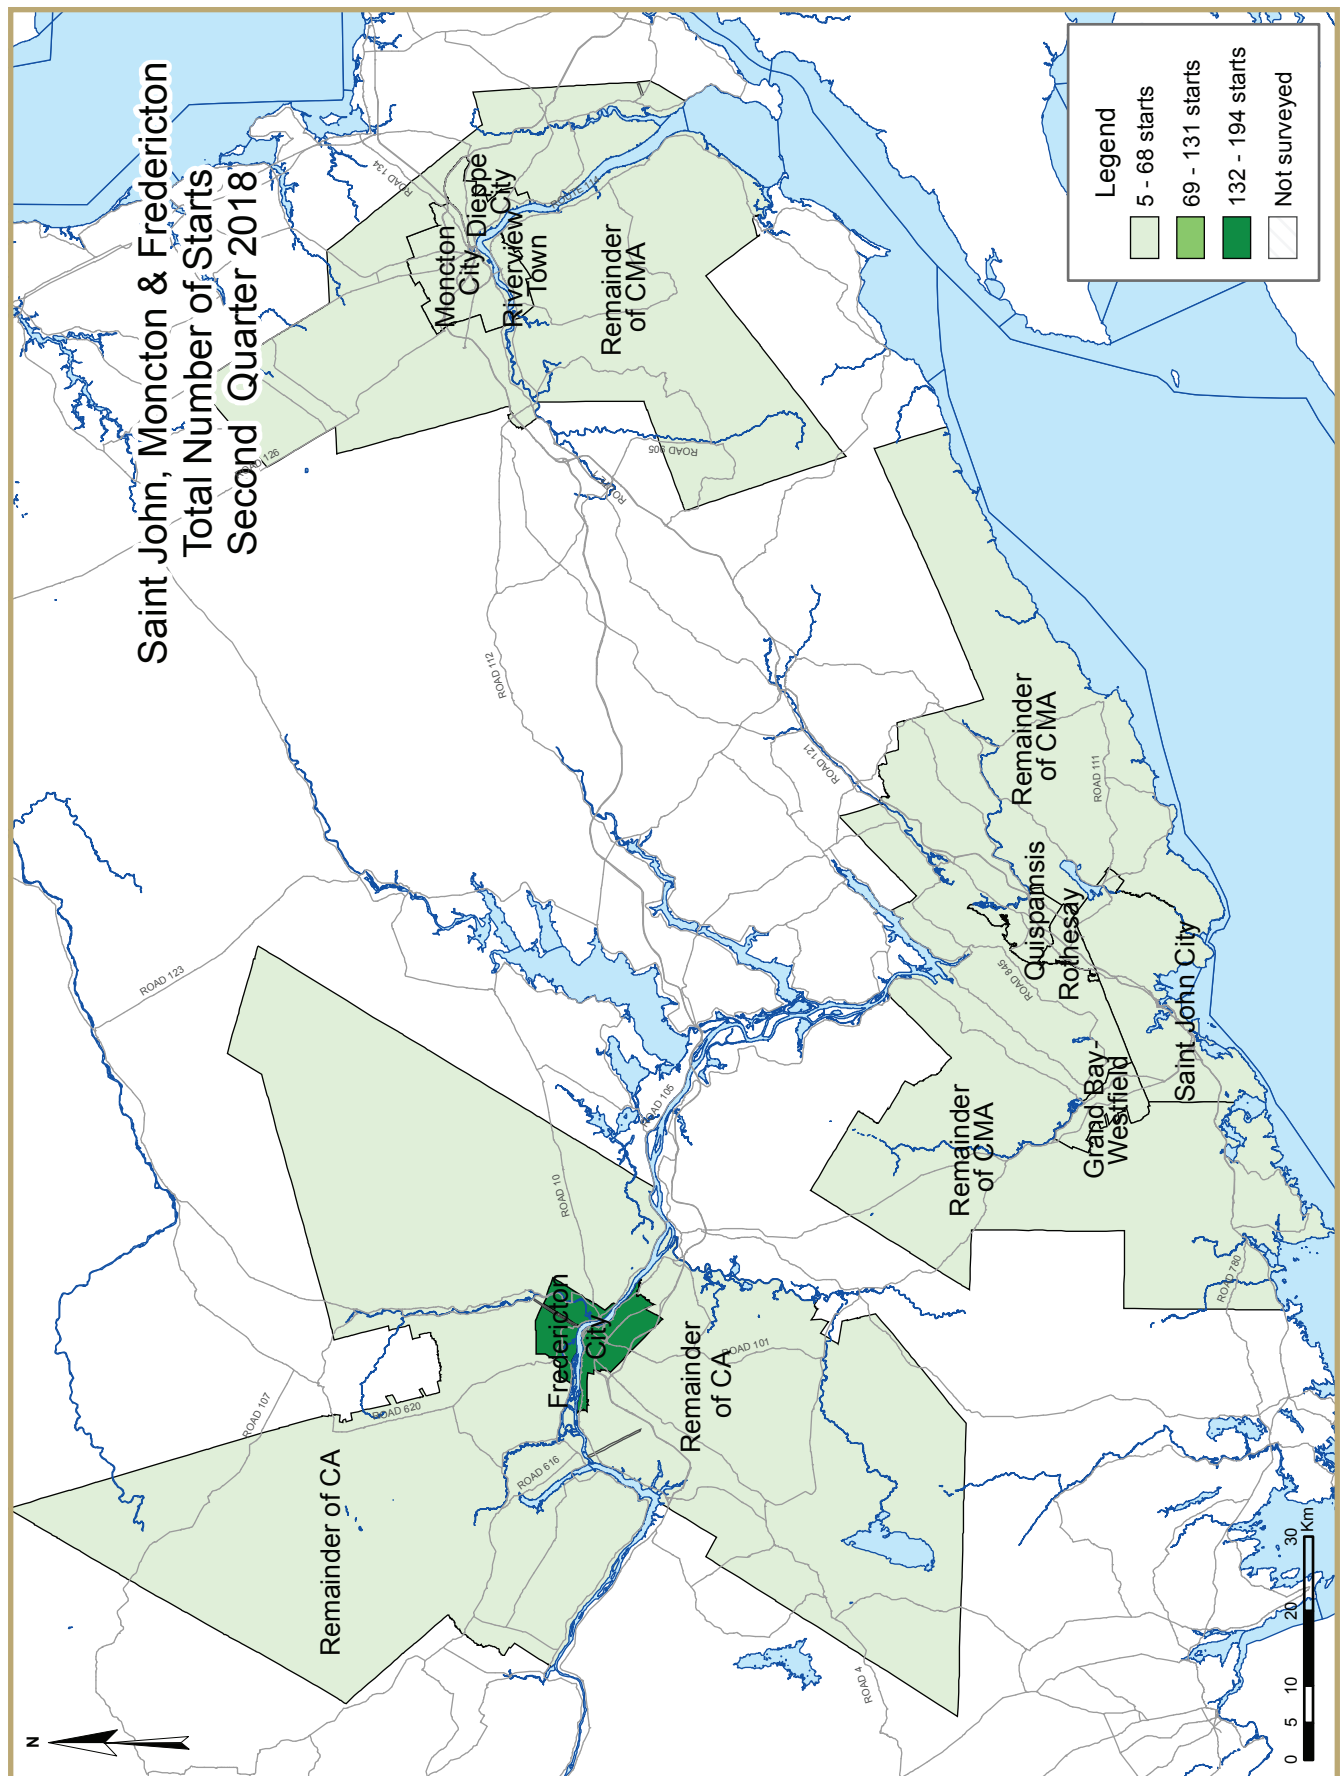 Saint John, Moncton & Fredericton
Total Number of Starts
Second Quarter 2018
Legend
5 - 68 starts
69 - 131 starts
132 - 194 starts
Not surveyed
N
Remainder of CA
Fredericton
City
Remainder
of CA
Moncton
City
Dieppe
City
Riverview
Town
Remainder
of CMA
Remainder
of CMA
Remainder
of CMA
Quispamsis
Rothesay
Grand Bay -
Westfield
Saint John City
ROAD 134
ROUTE 114
ROAD 126
ROAD 905
ROUTE 1
ROAD 112
ROAD 121
ROAD 111
ROAD 123
ROAD 845
ROAD 105
ROAD 10
ROAD 107
ROAD 620
ROAD 616
ROAD 101
ROAD 780
ROAD 4
0 5 10 20 30
Km